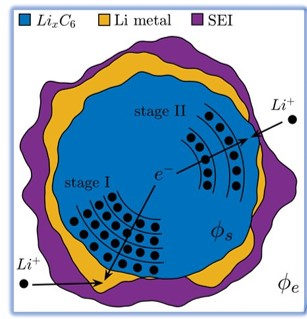 LiₓC₆ Li metal SEI
stage II
Li⁺
e⁻
stage I
ϕₛ
Li⁺
ϕₑ